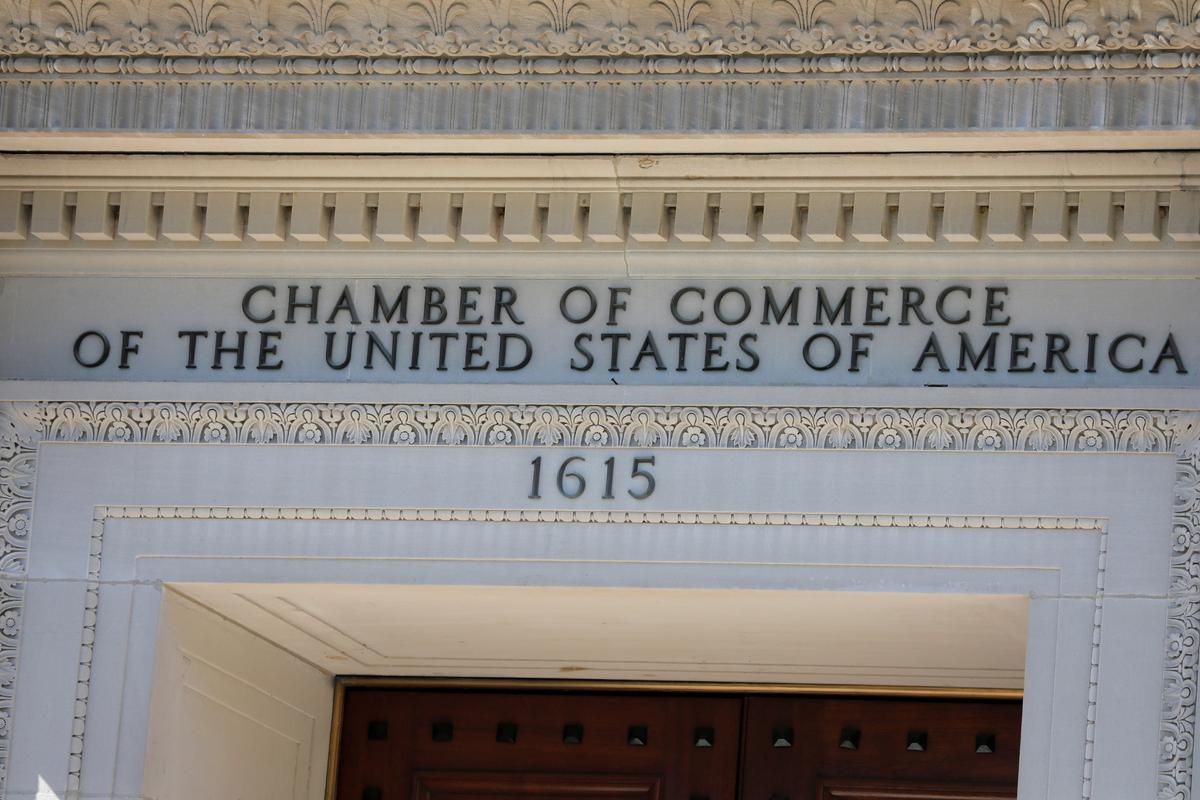 CHAMBER OF COMMERCE
OF THE UNITED STATES OF AMERICA
1615